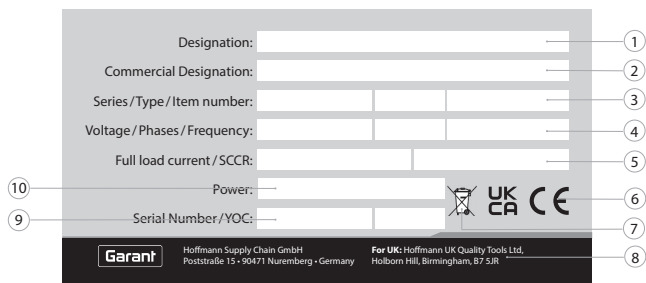 Designation:
1
Commercial Designation:
2
Series/Type/Item number:
3
Voltage/Phases/Frequency:
4
Full load current/SCCR:
5
10
Power:
UK
CA
CE
6
9
Serial Number/YOC:
7
Garant
Hoffmann Supply Chain GmbH
Poststraße 15 • 90471 Nuremberg • Germany
For UK: Hoffmann UK Quality Tools Ltd,
Holborn Hill, Birmingham, B7 5JR
8